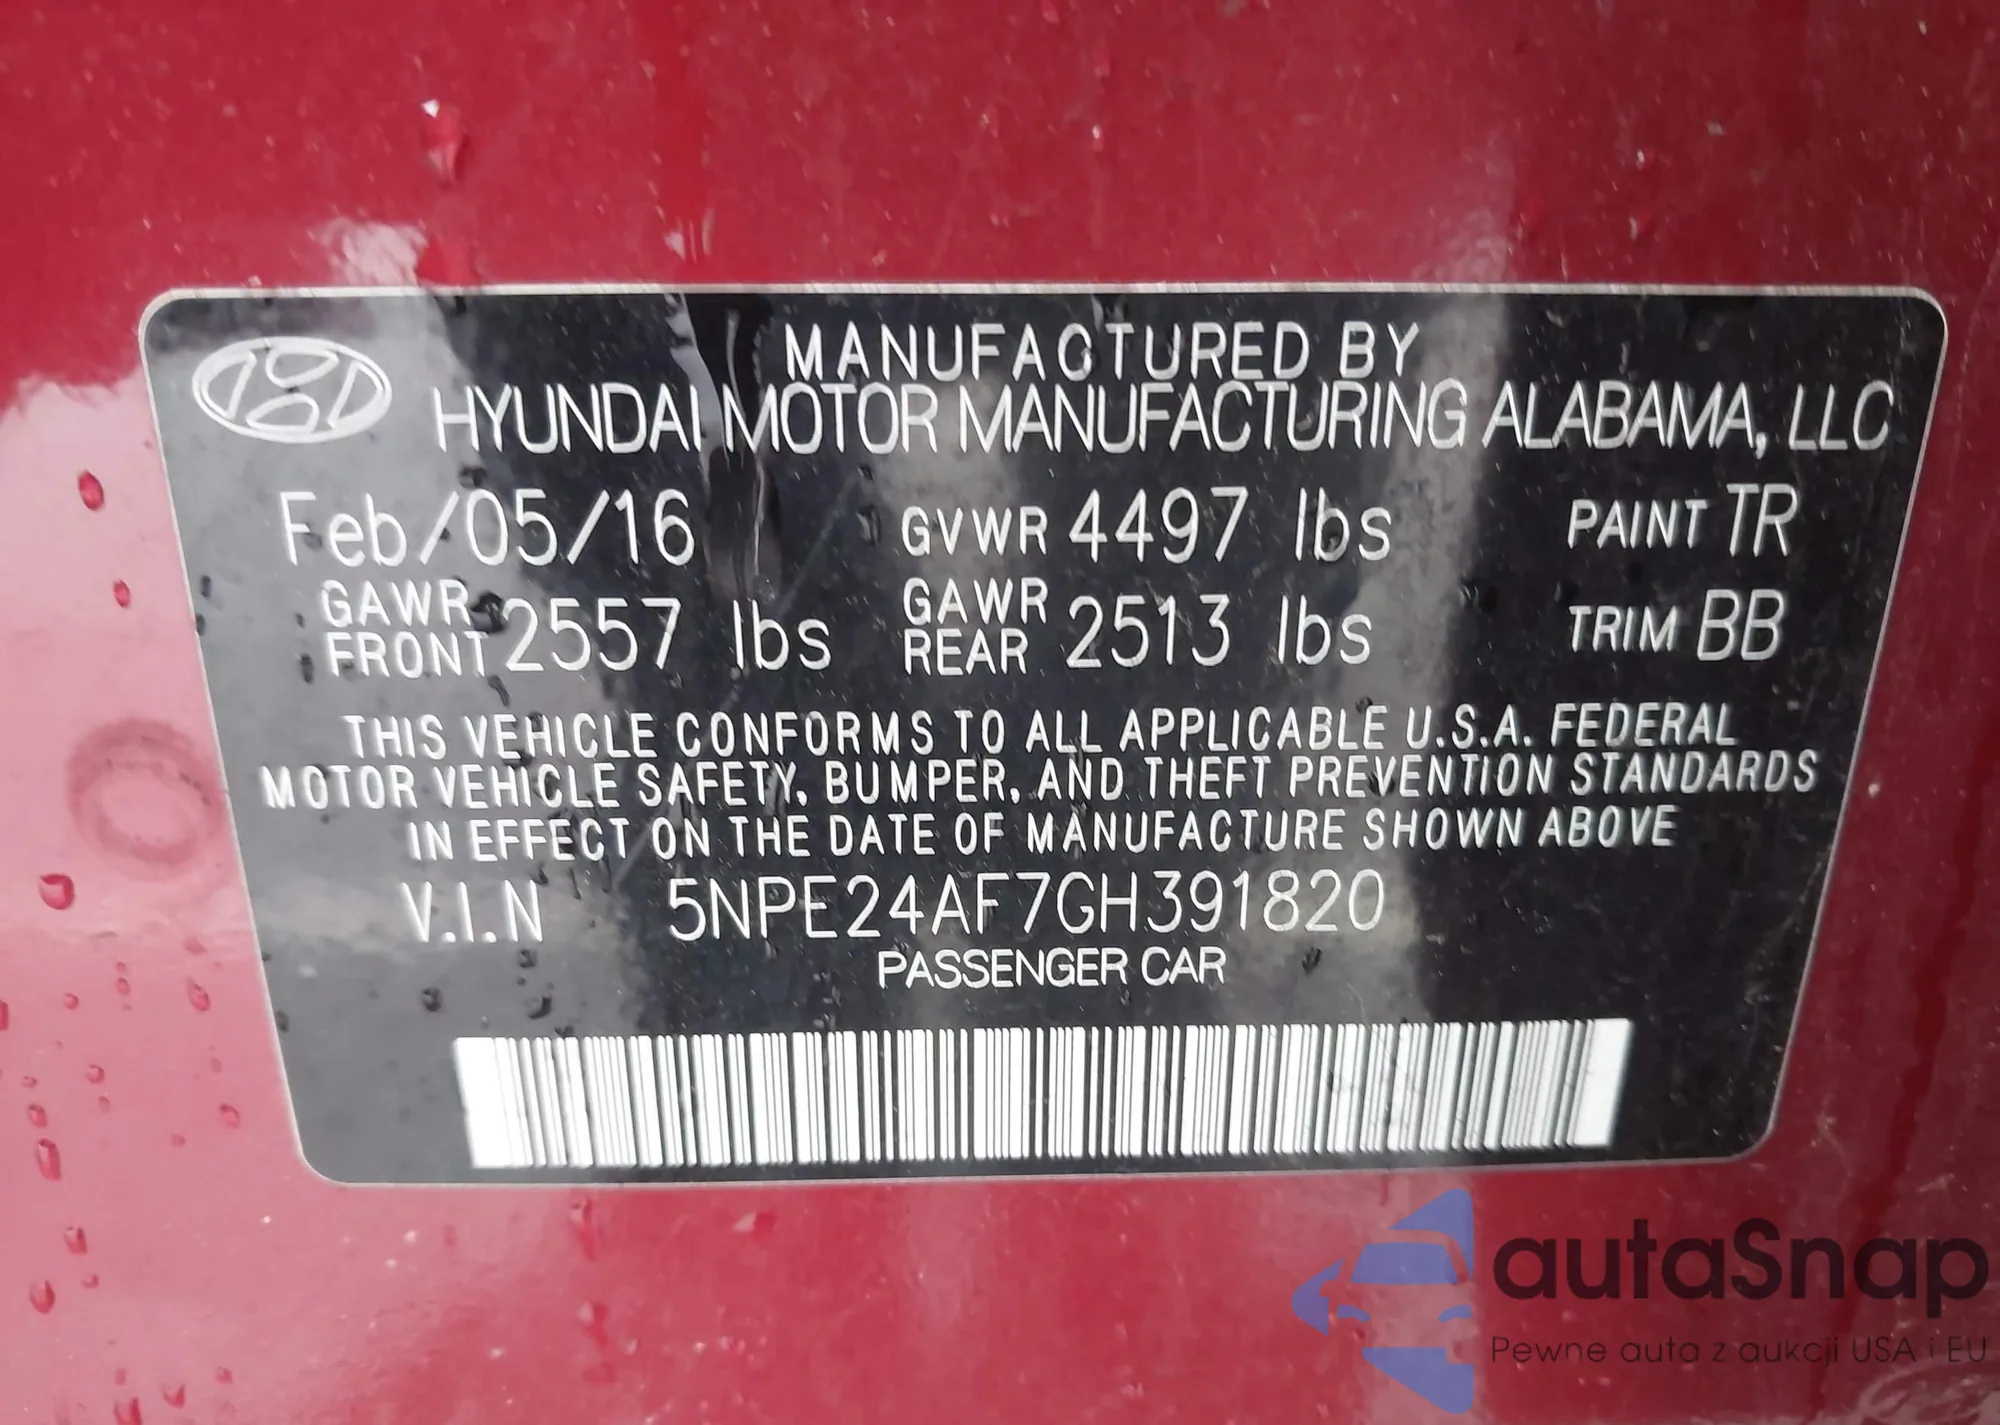 MANUFACTURED BY
HYUNDAI MOTOR MANUFACTURING ALABAMA, LLC
Feb/05/16 GVWR 4497 lbs PAINT TR
GAWR FRONT 2557 lbs GAWR REAR 2513 lbs TRIM BB
THIS VEHICLE CONFORMS TO ALL APPLICABLE U.S.A. FEDERAL
MOTOR VEHICLE SAFETY, BUMPER, AND THEFT PREVENTION STANDARDS
IN EFFECT ON THE DATE OF MANUFACTURE SHOWN ABOVE
V.I.N 5NPE24AF7GH391820
PASSENGER CAR
autaSnap
Pewne auta z aukcji USA i EU